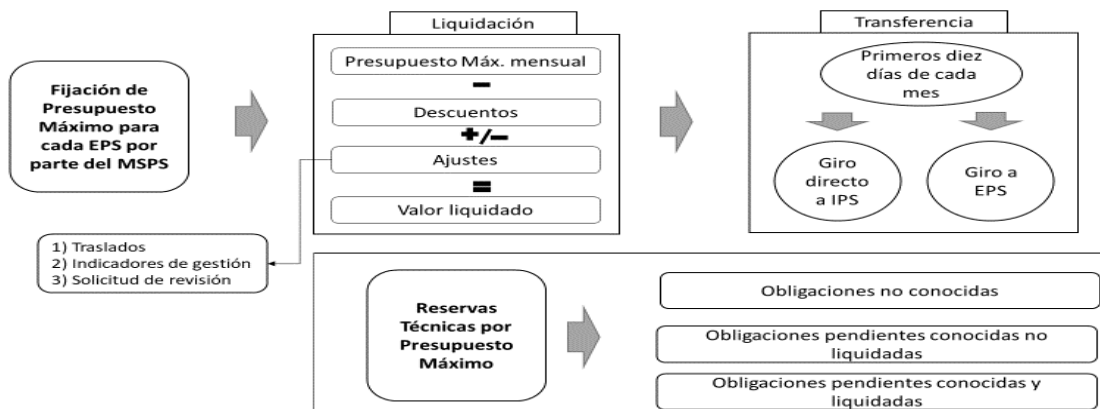 Fijación de
Presupuesto
Máximo para
cada EPS por
parte del MSPS
Liquidación
Presupuesto Máx. mensual
–
Descuentos
+/–
Ajustes
=
Valor liquidado
1) Traslados
2) Indicadores de gestión
3) Solicitud de revisión
Transferencia
Primeros diez
días de cada
mes
Giro
directo
a IPS
Giro a
EPS
Reservas
Técnicas por
Presupuesto
Máximo
Obligaciones no conocidas
Obligaciones pendientes conocidas no
liquidadas
Obligaciones pendientes conocidas y
liquidadas